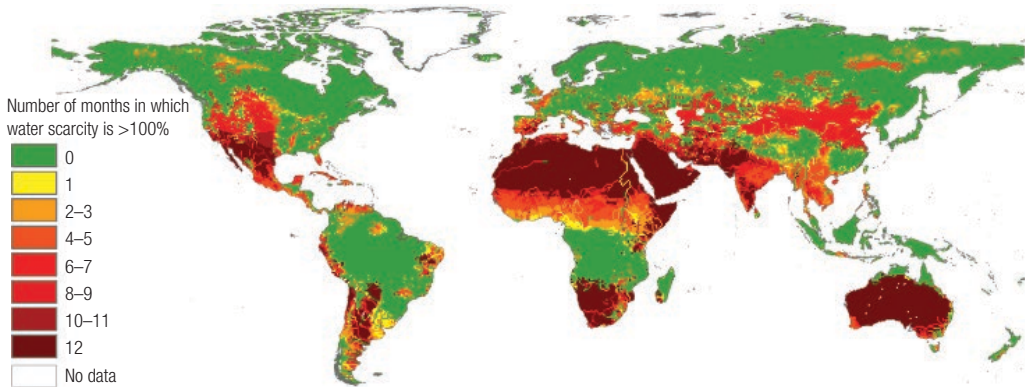 Number of months in which
water scarcity is >100%
0
1
2–3
4–5
6–7
8–9
10–11
12
No data